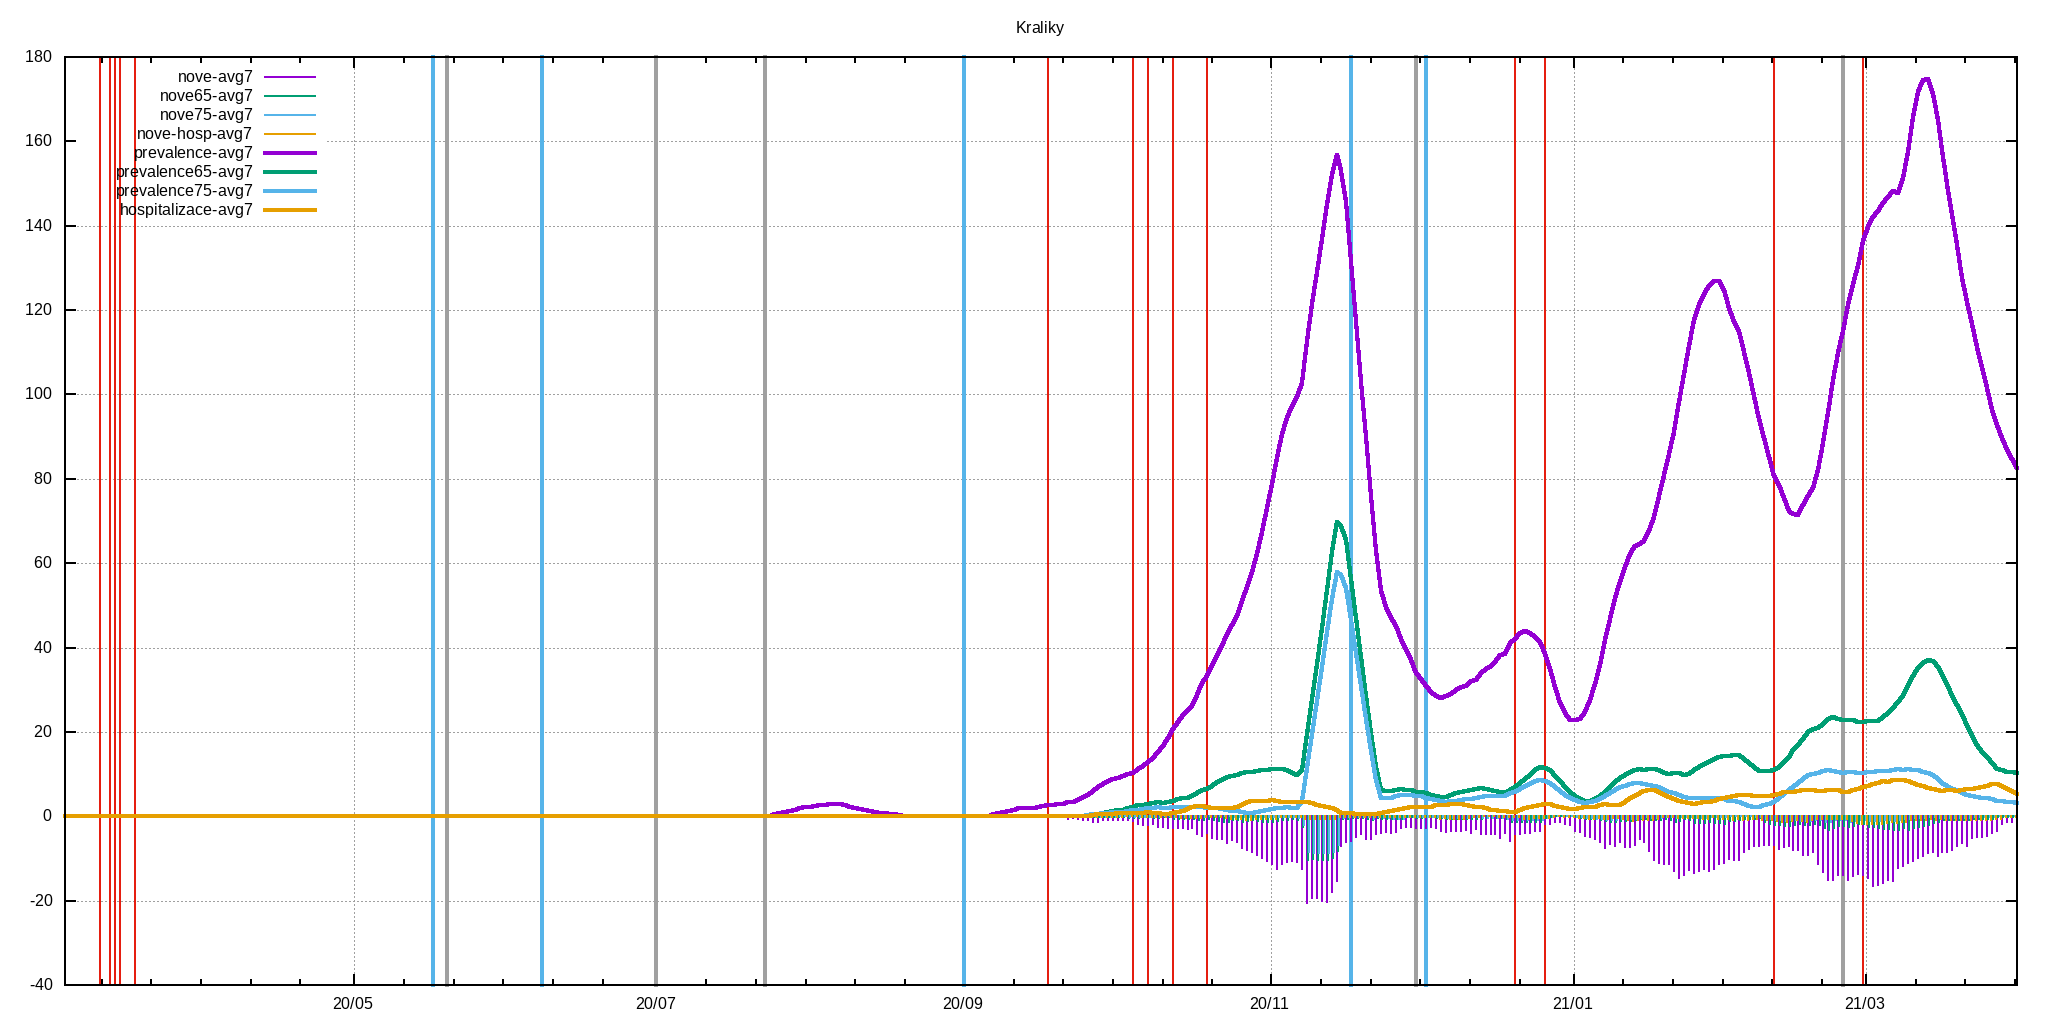 Kraliky
180
nove-avg7
nove65-avg7
nove75-avg7
160
nove-hosp-avg7
prevalence-avg7
prevalence65-avg7
prevalence75-avg7
hospitalizace-avg7
140
120
100
80
60
40
20
0
-20
-40
20/05 20/07 20/09 20/11 21/01 21/03